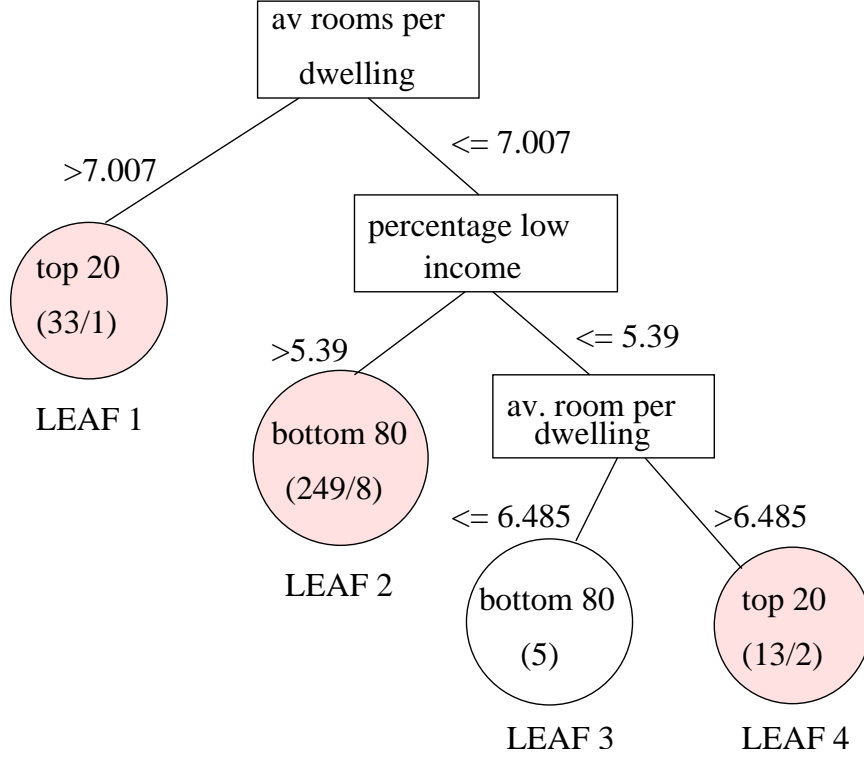 av rooms per
dwelling
>7.007
<= 7.007
top 20
(33/1)
LEAF 1
percentage low
income
>5.39
<= 5.39
bottom 80
(249/8)
LEAF 2
av. room per
dwelling
<= 6.485
>6.485
bottom 80
(5)
LEAF 3
top 20
(13/2)
LEAF 4